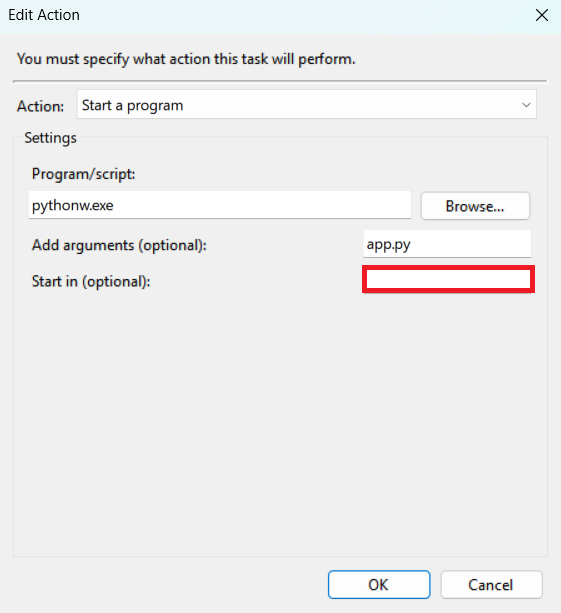 Edit Action
You must specify what action this task will perform.
Action: Start a program
Settings
Program/script:
pythonw.exe Browse...
Add arguments (optional): app.py
Start in (optional):
OK Cancel